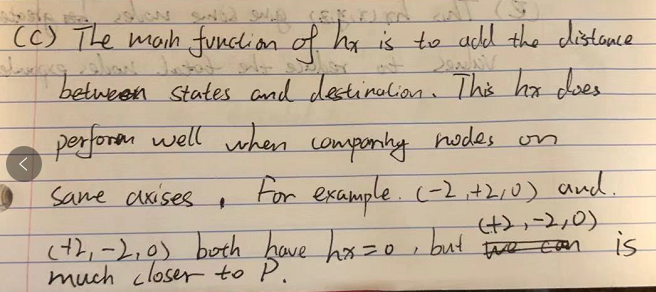 (c) The main function of hx is to add the distance
between states and destination. This hx does
perform well when comparing nodes on
same axises, For example. (-2,+2,0) and.
(+2,-2,0) both have hx=0, but (+2,-2,0) is
much closer to P.